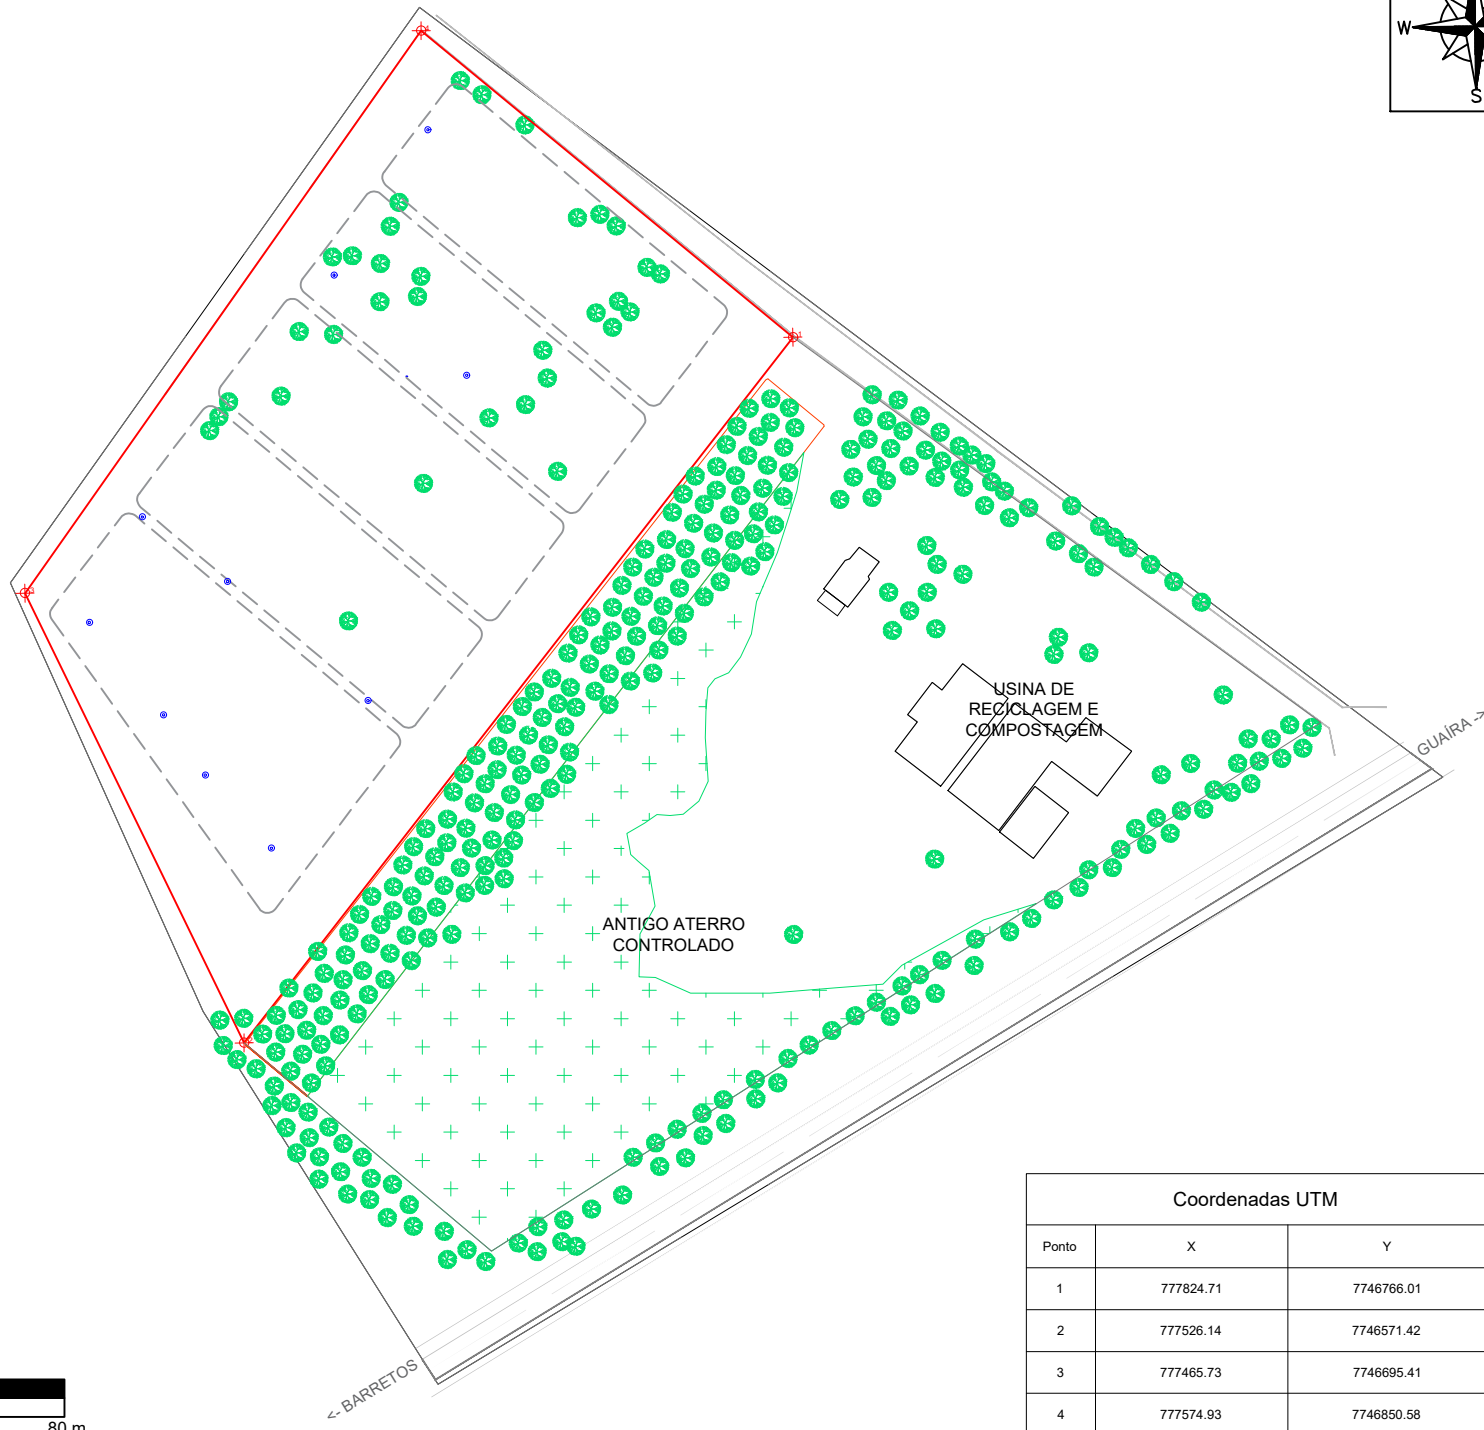 W
S
USINA DE
RECICLAGEM E
COMPOSTAGEM
GUAÍRA ->
ANTIGO ATERRO
CONTROLADO
<- BARRETOS
80 m
Coordenadas UTM
Ponto X Y
1 777824.71 7746766.01
2 777526.14 7746571.42
3 777465.73 7746695.41
4 777574.93 7746850.58